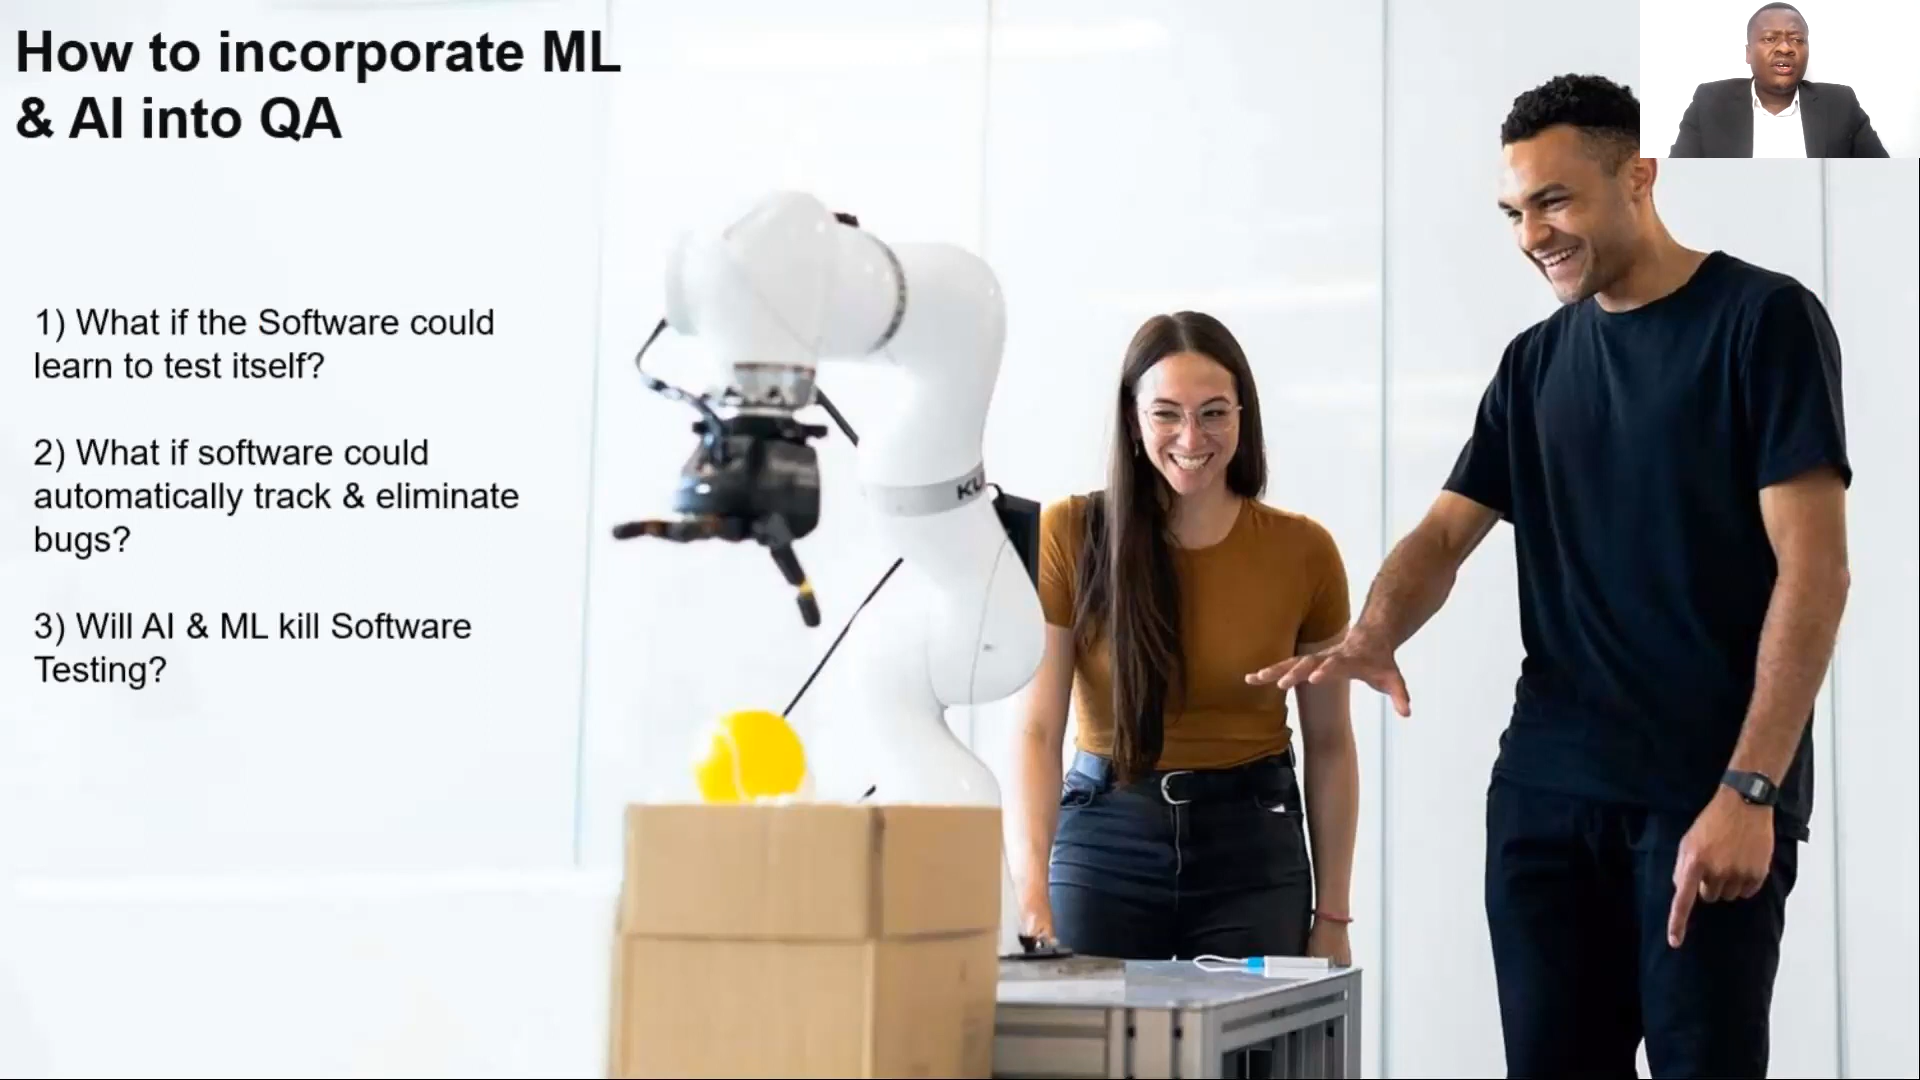 How to incorporate ML
& AI into QA
1) What if the Software could
learn to test itself?
2) What if software could
automatically track & eliminate
bugs?
3) Will AI & ML kill Software
Testing?
KU